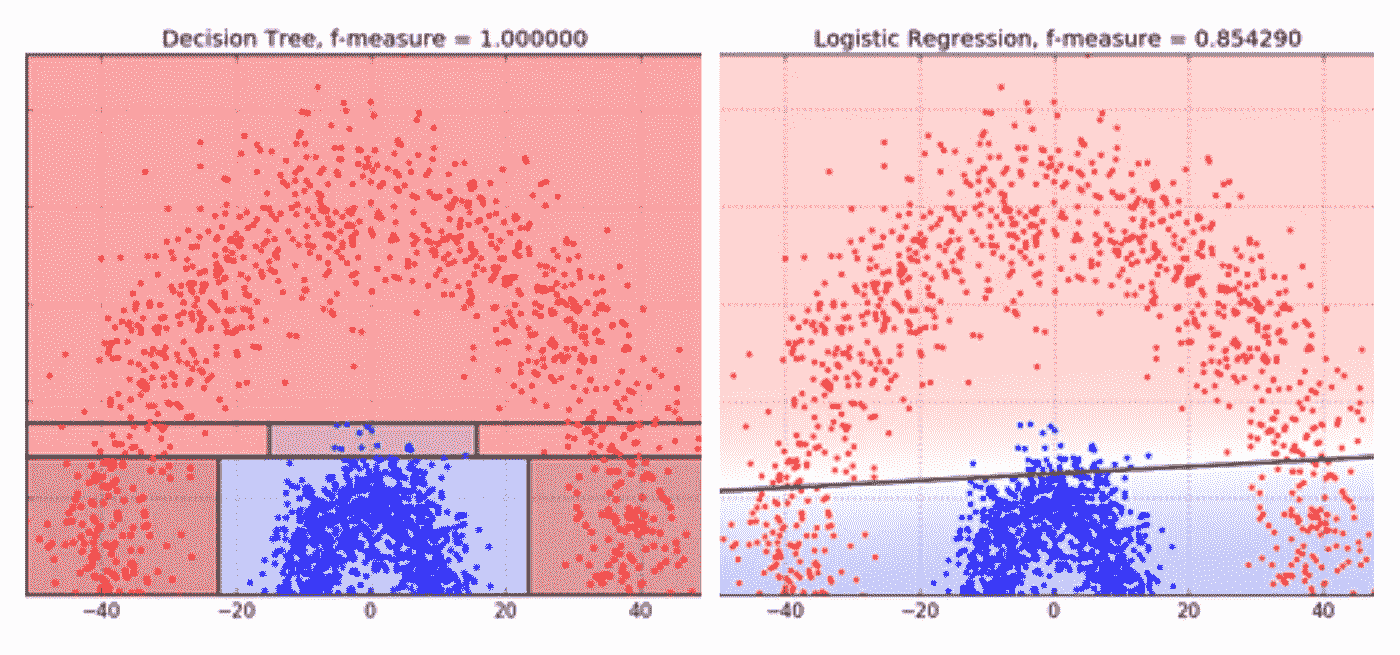 Decision Tree, f-measure = 1.000000
Logistic Regression, f-measure = 0.854290
−40 −20 0 20 40
−40 −20 0 20 40